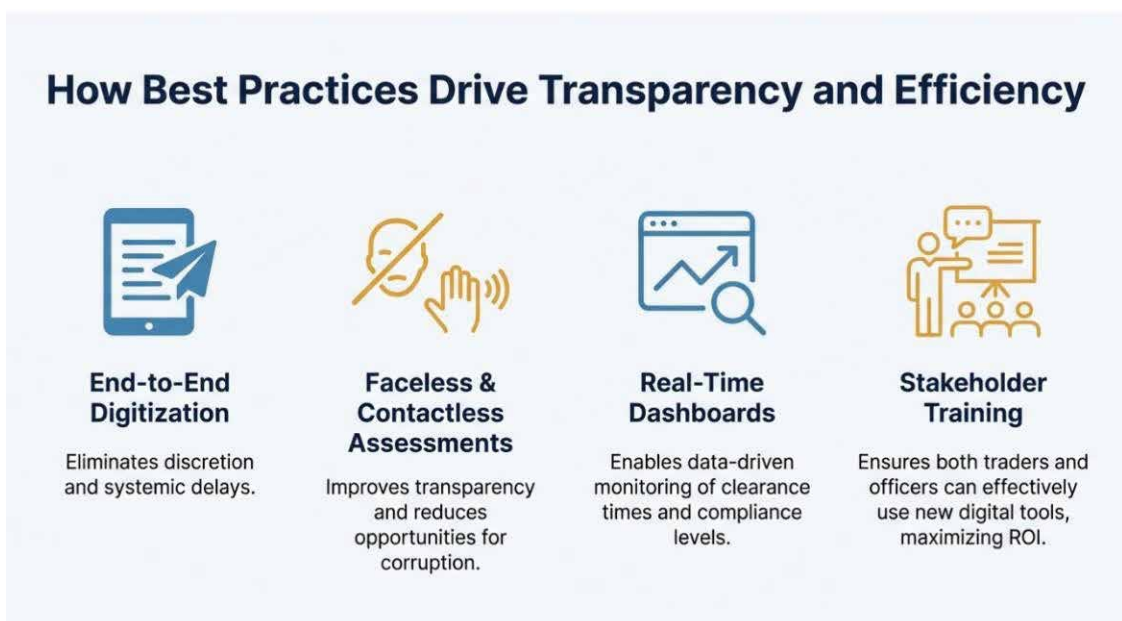 How Best Practices Drive Transparency and Efficiency
End-to-End
Digitization
Eliminates discretion
and systemic delays.
Faceless &
Contactless
Assessments
Improves transparency
and reduces
opportunities for
corruption.
Real-Time
Dashboards
Enables data-driven
monitoring of clearance
times and compliance
levels.
Stakeholder
Training
Ensures both traders and
officers can effectively
use new digital tools,
maximizing ROI.